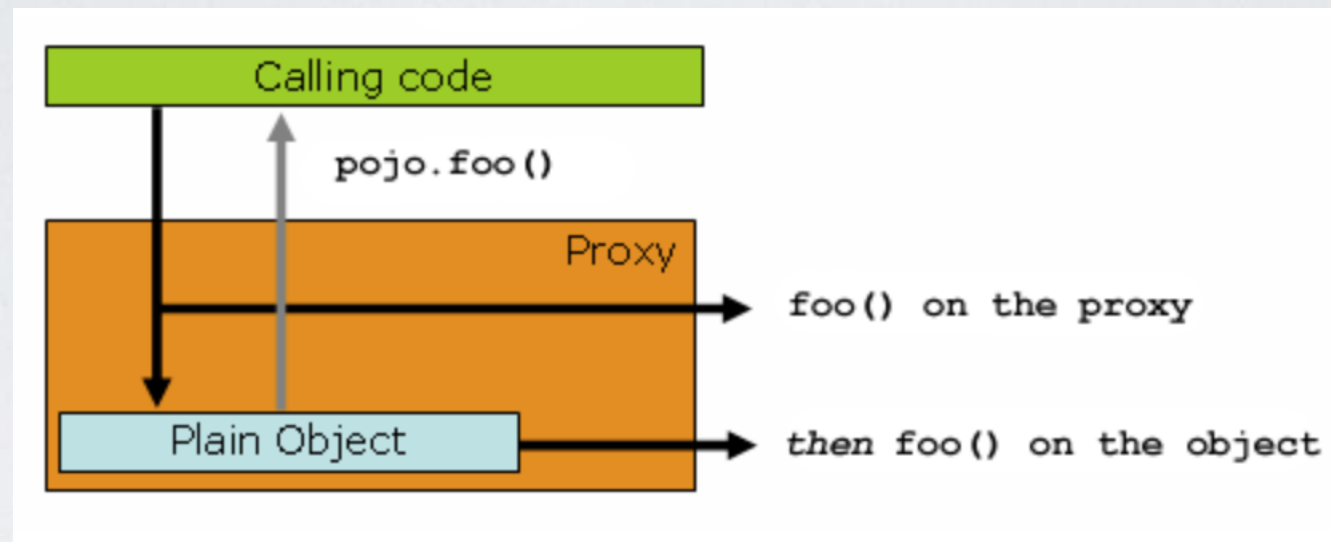 Calling code
pojo.foo()
Proxy
foo() on the proxy
Plain Object
then foo() on the object